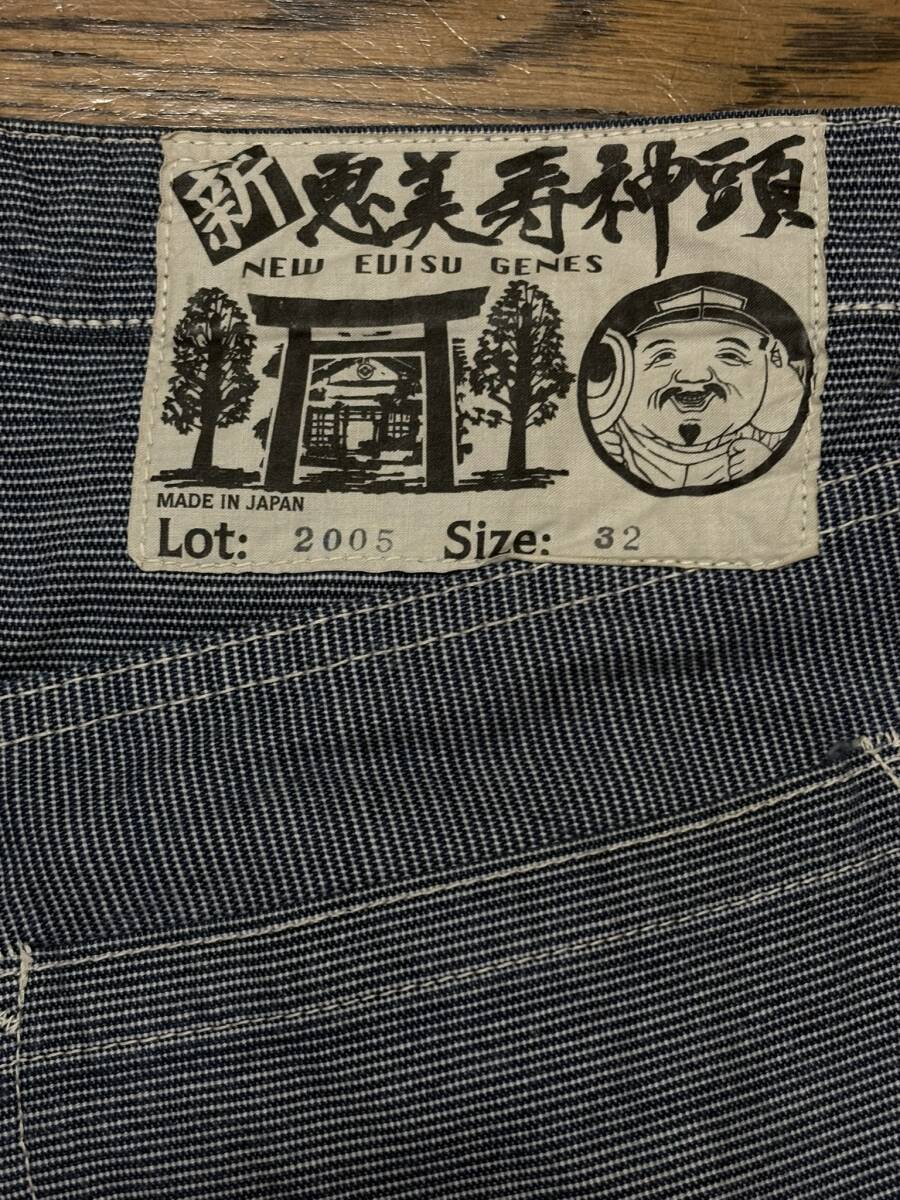 新恵美寿神頭
NEW EVISU GENES
MADE IN JAPAN
Lot: 2005 Size: 32